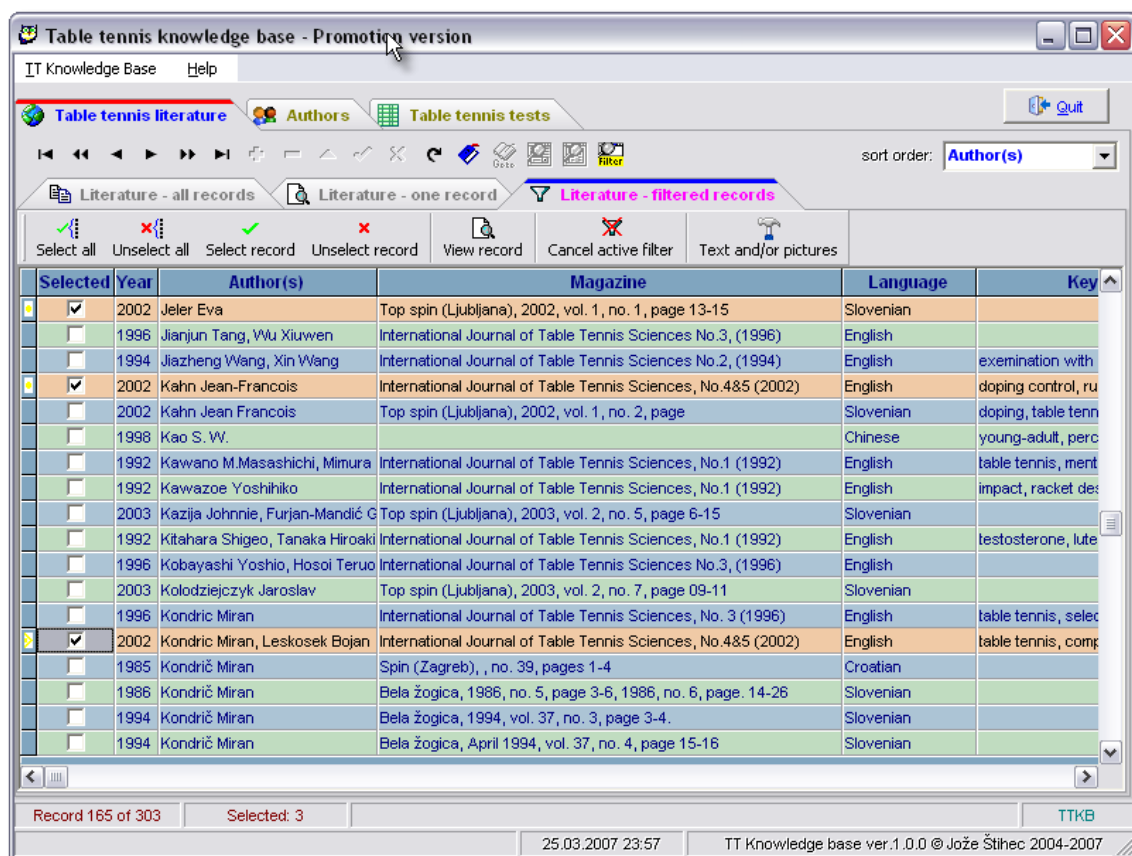 Table tennis knowledge base - Promotion version
TT Knowledge Base Help
Table tennis literature Authors Table tennis tests Quit
Goto Filter sort order: Author(s)
Literature - all records Literature - one record Literature - filtered records
Select all Unselect all Select record Unselect record View record Cancel active filter Text and/or pictures
Selected Year Author(s) Magazine Language Key
2002 Jeler Eva Top spin (Ljubljana), 2002, vol. 1, no. 1, page 13-15 Slovenian
1996 Jianjun Tang, Wu Xiuwen International Journal of Table Tennis Sciences No.3, (1996) English
1994 Jiazheng Wang, Xin Wang International Journal of Table Tennis Sciences No.2, (1994) English exemination with
2002 Kahn Jean-Francois International Journal of Table Tennis Sciences, No.4&5 (2002) English doping control, ru
2002 Kahn Jean Francois Top spin (Ljubljana), 2002, vol. 1, no. 2, page Slovenian doping, table tenn
1998 Kao S. W. Chinese young-adult, perc
1992 Kawano M.Masashichi, Mimura International Journal of Table Tennis Sciences, No.1 (1992) English table tennis, ment
1992 Kawazoe Yoshihiko International Journal of Table Tennis Sciences, No.1 (1992) English impact, racket des
2003 Kazija Johnnie, Furjan-Mandić G Top spin (Ljubljana), 2003, vol. 2, no. 5, page 6-15 Slovenian
1992 Kitahara Shigeo, Tanaka Hiroaki International Journal of Table Tennis Sciences, No.1 (1992) English testosterone, lute
1996 Kobayashi Yoshio, Hosoi Teruo International Journal of Table Tennis Sciences No.3, (1996) English
2003 Kolodziejczyk Jaroslav Top spin (Ljubljana), 2003, vol. 2, no. 7, page 09-11 Slovenian
1996 Kondric Miran International Journal of Table Tennis Sciences, No. 3 (1996) English table tennis, selec
2002 Kondric Miran, Leskosek Bojan International Journal of Table Tennis Sciences, No.4&5 (2002) English table tennis, comp
1985 Kondrič Miran Spin (Zagreb), , no. 39, pages 1-4 Croatian
1986 Kondrič Miran Bela žogica, 1986, no. 5, page 3-6, 1986, no. 6, page. 14-26 Slovenian
1994 Kondrič Miran Bela žogica, 1994, vol. 37, no. 3, page 3-4. Slovenian
1994 Kondrič Miran Bela žogica, April 1994, vol. 37, no. 4, page 15-16 Slovenian
Record 165 of 303 Selected: 3 TTKB
25.03.2007 23:57 TT Knowledge base ver.1.0.0 © Jože Štihec 2004-2007